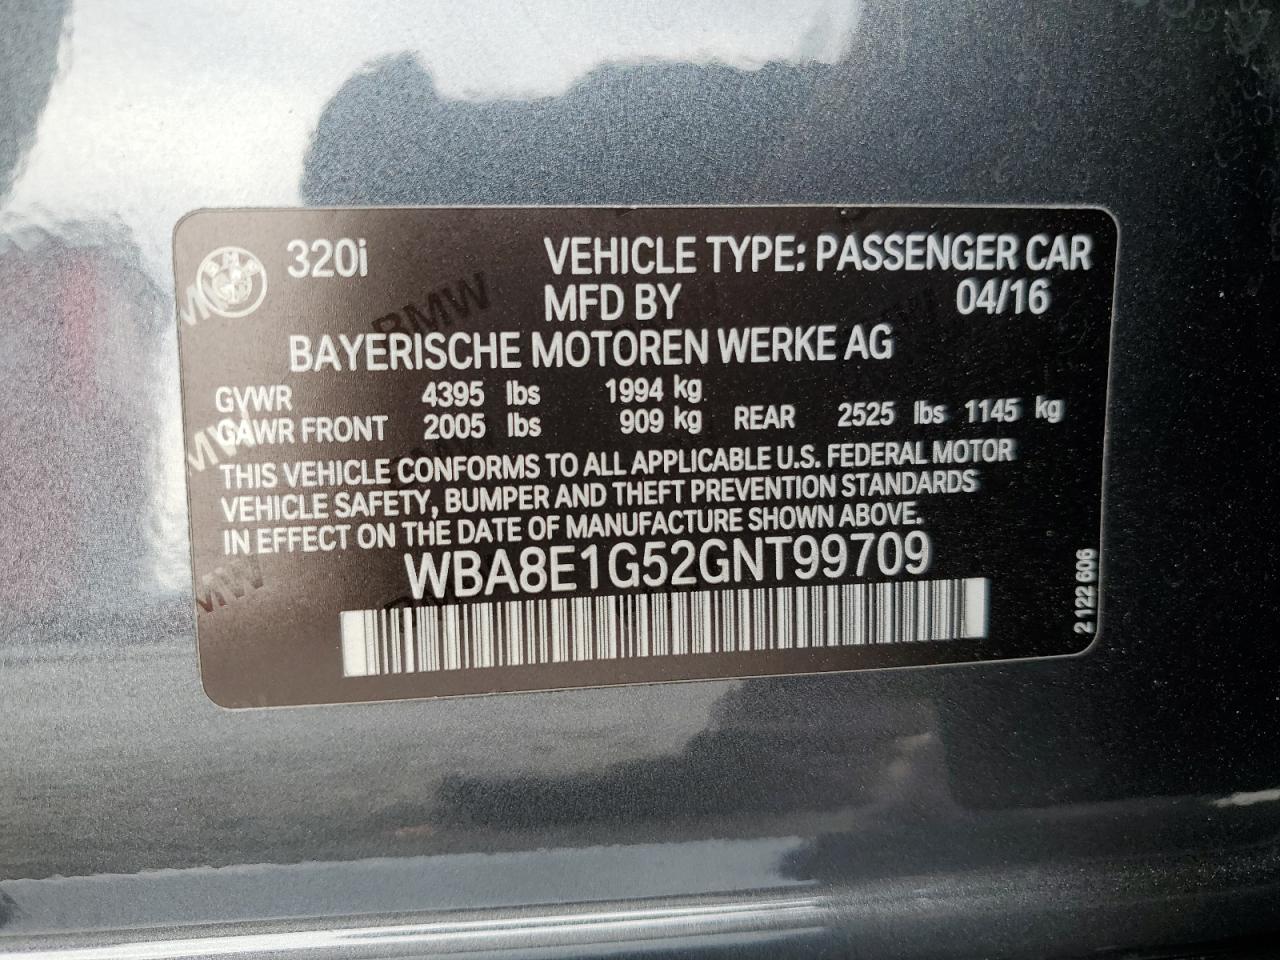 320i VEHICLE TYPE: PASSENGER CAR
MFD BY 04/16
BAYERISCHE MOTOREN WERKE AG
GVWR 4395 lbs 1994 kg
GAWR FRONT 2005 lbs 909 kg REAR 2525 lbs 1145 kg
THIS VEHICLE CONFORMS TO ALL APPLICABLE U.S. FEDERAL MOTOR
VEHICLE SAFETY, BUMPER AND THEFT PREVENTION STANDARDS
IN EFFECT ON THE DATE OF MANUFACTURE SHOWN ABOVE.
WBA8E1G52GNT99709
2 122 606
BMW
BMW